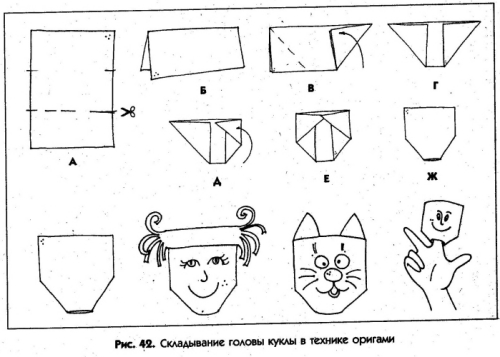 А
Б
В
Г
Д
Е
Ж
Рис. 42. Складывание головы куклы в технике оригами